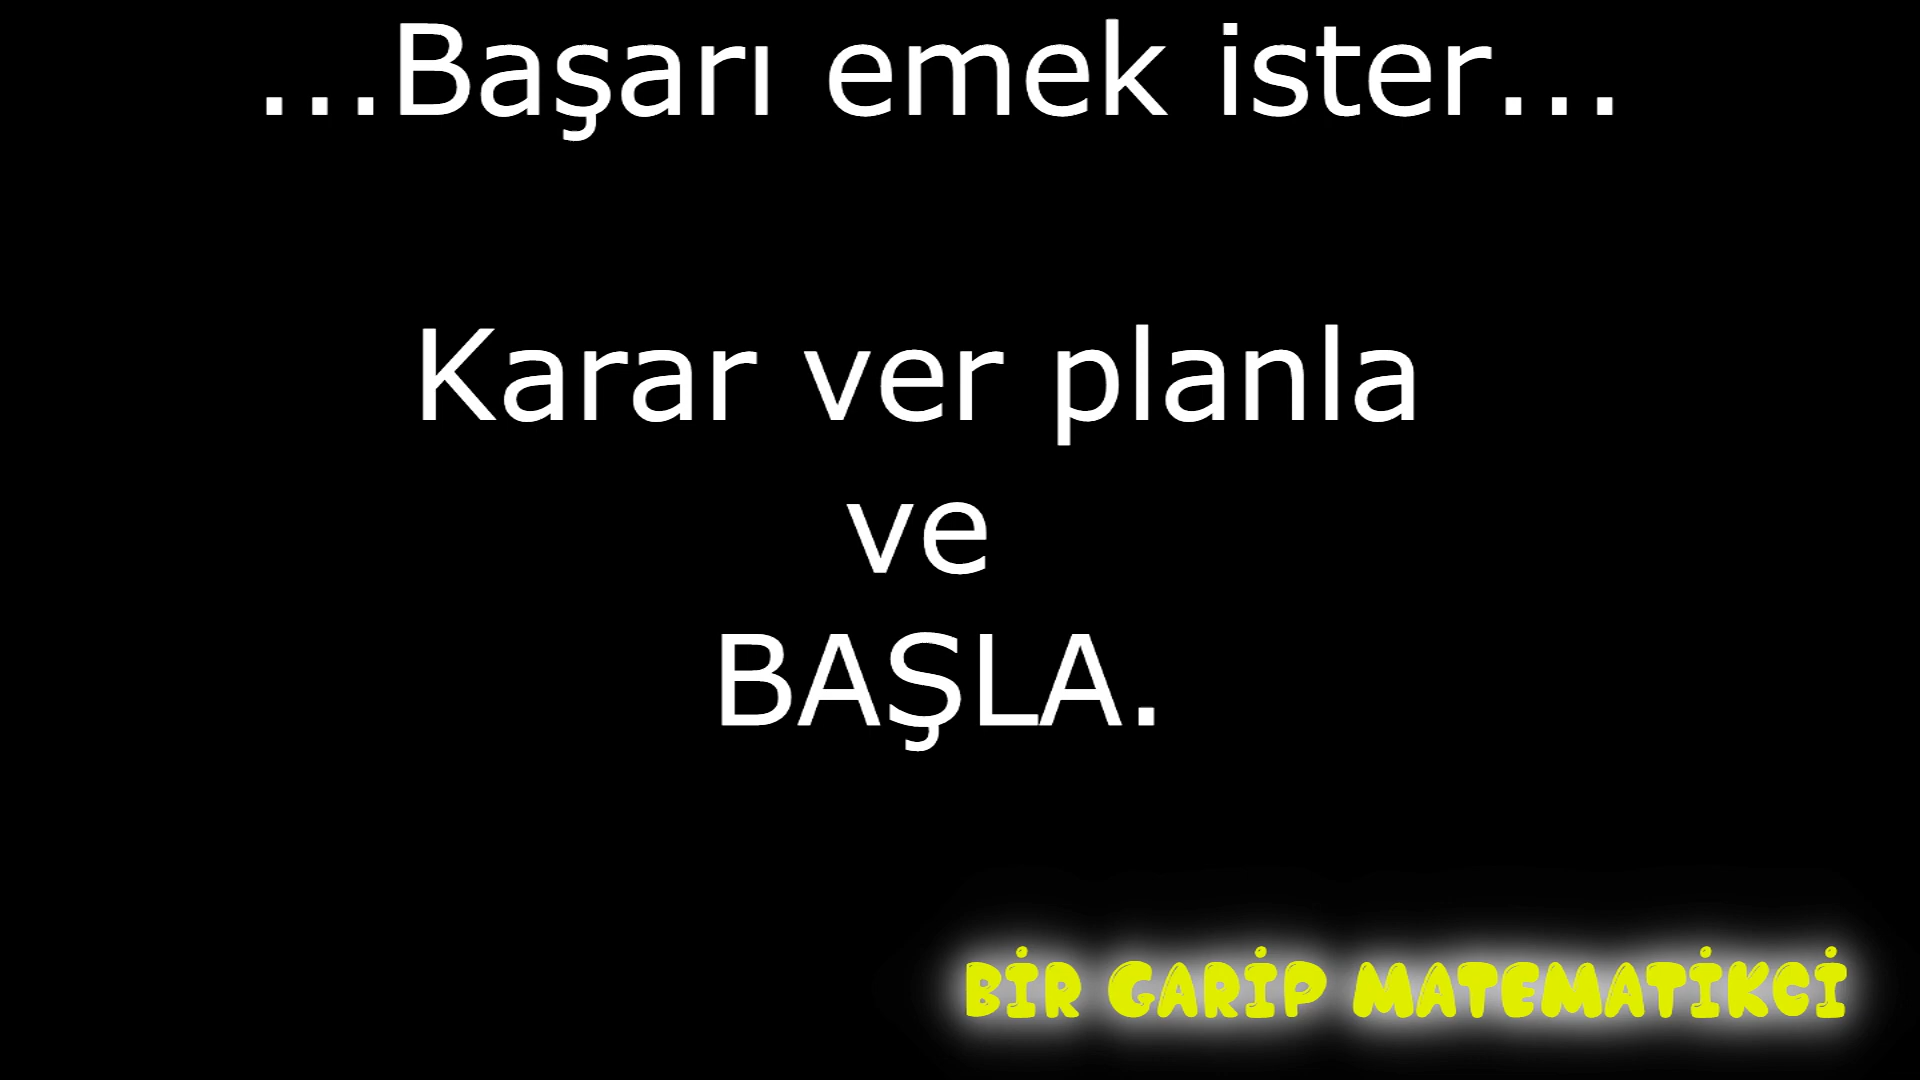 ...Başarı emek ister...
Karar ver planla
ve
BAŞLA.
BİR GARİP MATEMATİKCİ